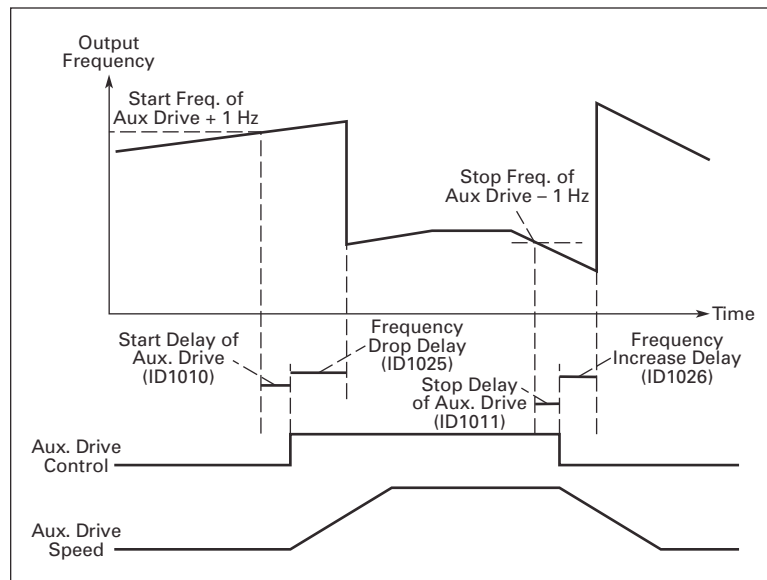 Output
Frequency
Start Freq. of
Aux Drive + 1 Hz
Stop Freq. of
Aux Drive – 1 Hz
Time
Start Delay of
Aux. Drive
(ID1010)
Frequency
Drop Delay
(ID1025)
Stop Delay
of Aux. Drive
(ID1011)
Frequency
Increase Delay
(ID1026)
Aux. Drive
Control
Aux. Drive
Speed